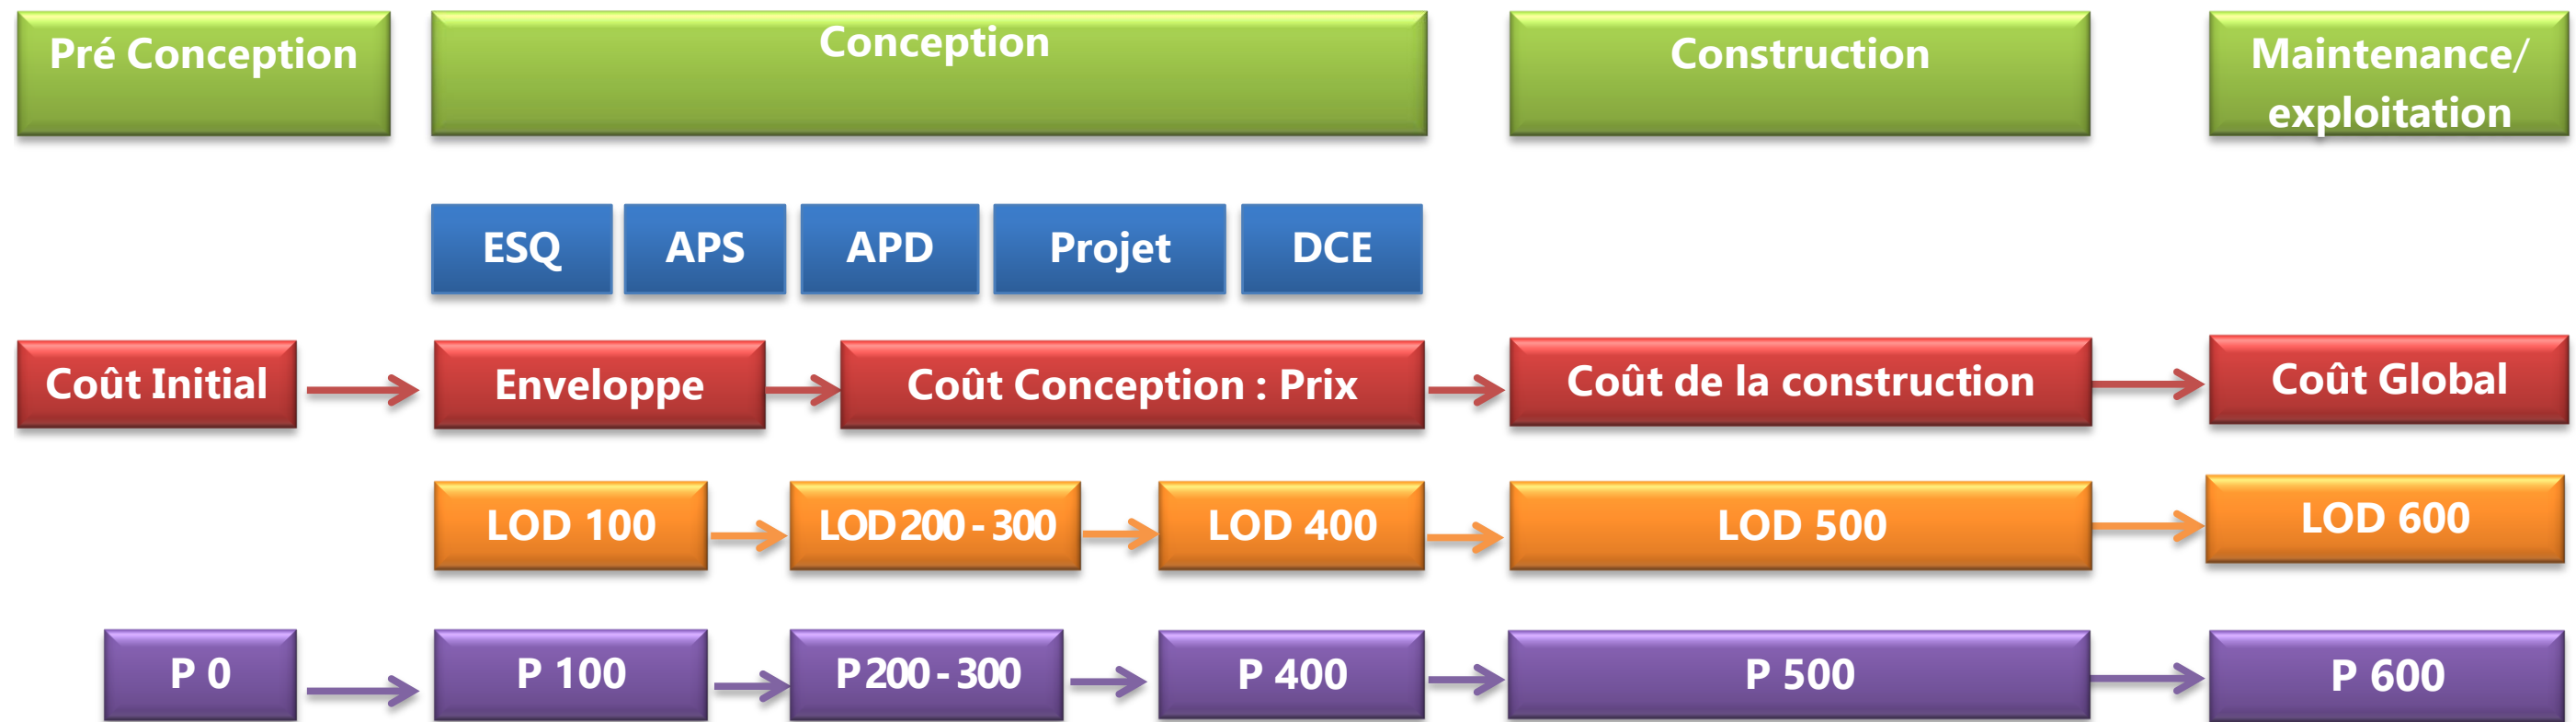 Pré Conception
Conception
Construction
Maintenance/
exploitation
ESQ
APS
APD
Projet
DCE
Coût Initial
Enveloppe
Coût Conception : Prix
Coût de la construction
Coût Global
LOD 100
LOD 200 - 300
LOD 400
LOD 500
LOD 600
P 0
P 100
P 200 - 300
P 400
P 500
P 600